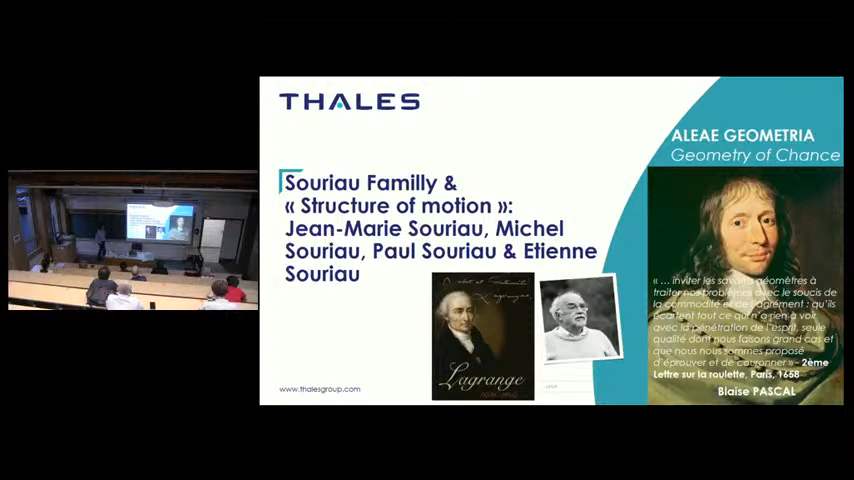 THALES
Souriau Familly &
« Structure of motion »:
Jean-Marie Souriau, Michel
Souriau, Paul Souriau & Etienne
Souriau
www.thalesgroup.com
Lagrange
ALEAE GEOMETRIA
Geometry of Chance
« … inviter les savants géomètres à
traiter nos problèmes avec le soucis de
la commodité et de l'agrément : qu'ils
écartent tout ce qui n'a rien à voir
avec la pénétration de l'esprit, seule
qualité dont nous faisons grand cas et
que nous nous sommes proposé
d'éprouver et de couronner » - 2ème
Lettre sur la roulette, Paris, 1658
Blaise PASCAL